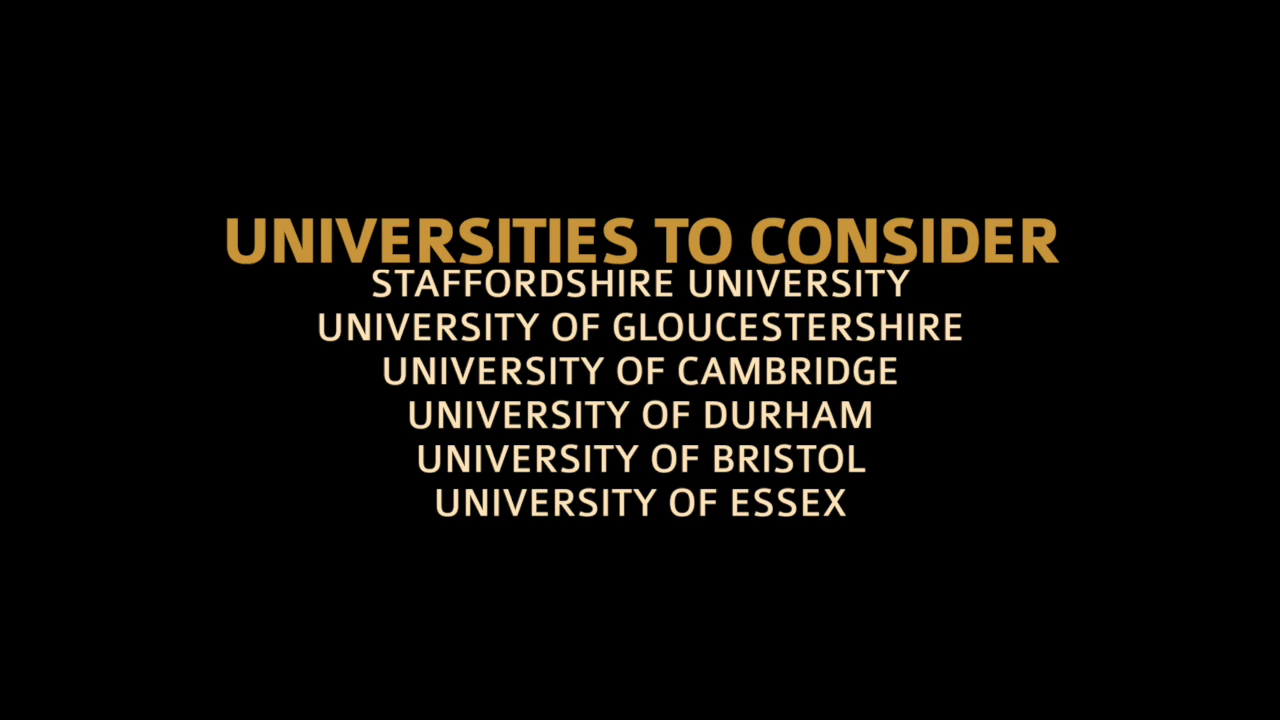 UNIVERSITIES TO CONSIDER
STAFFORDSHIRE UNIVERSITY
UNIVERSITY OF GLOUCESTERSHIRE
UNIVERSITY OF CAMBRIDGE
UNIVERSITY OF DURHAM
UNIVERSITY OF BRISTOL
UNIVERSITY OF ESSEX